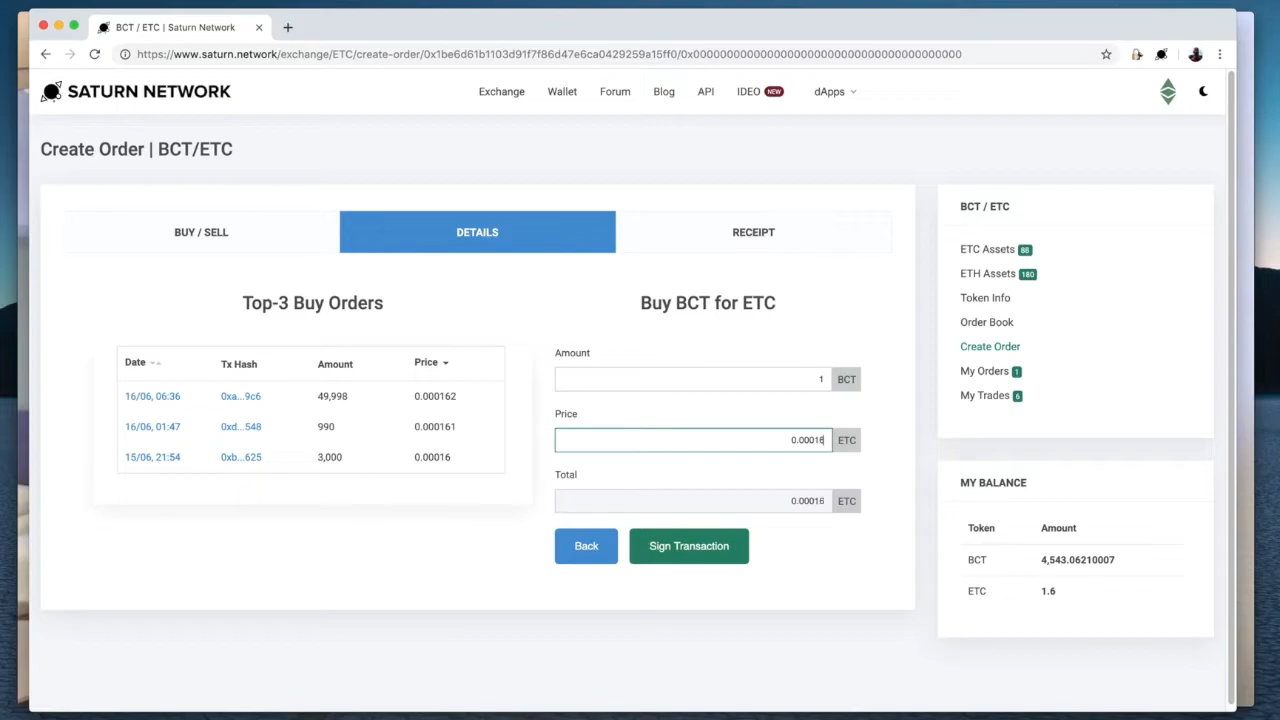 BCT / ETC | Saturn Network
https://www.saturn.network/exchange/ETC/create-order/0x1be6d61b1103d91f7f86d47e6ca0429259a15ff0/0x0000000000000000000000000000000000000000
SATURN NETWORK
Exchange Wallet Forum Blog API IDEO NEW dApps
Create Order | BCT/ETC
BUY / SELL DETAILS RECEIPT
Top-3 Buy Orders
Date Tx Hash Amount Price
16/06, 06:36 0xa...9c6 49,998 0.000162
16/06, 01:47 0xd...548 990 0.000161
15/06, 21:54 0xb...625 3,000 0.00016
Buy BCT for ETC
Amount
1 BCT
Price
0.00016 ETC
Total
0.00016 ETC
Back Sign Transaction
BCT / ETC
ETC Assets 88
ETH Assets 180
Token Info
Order Book
Create Order
My Orders 1
My Trades 6
MY BALANCE
Token Amount
BCT 4,543.06210007
ETC 1.6